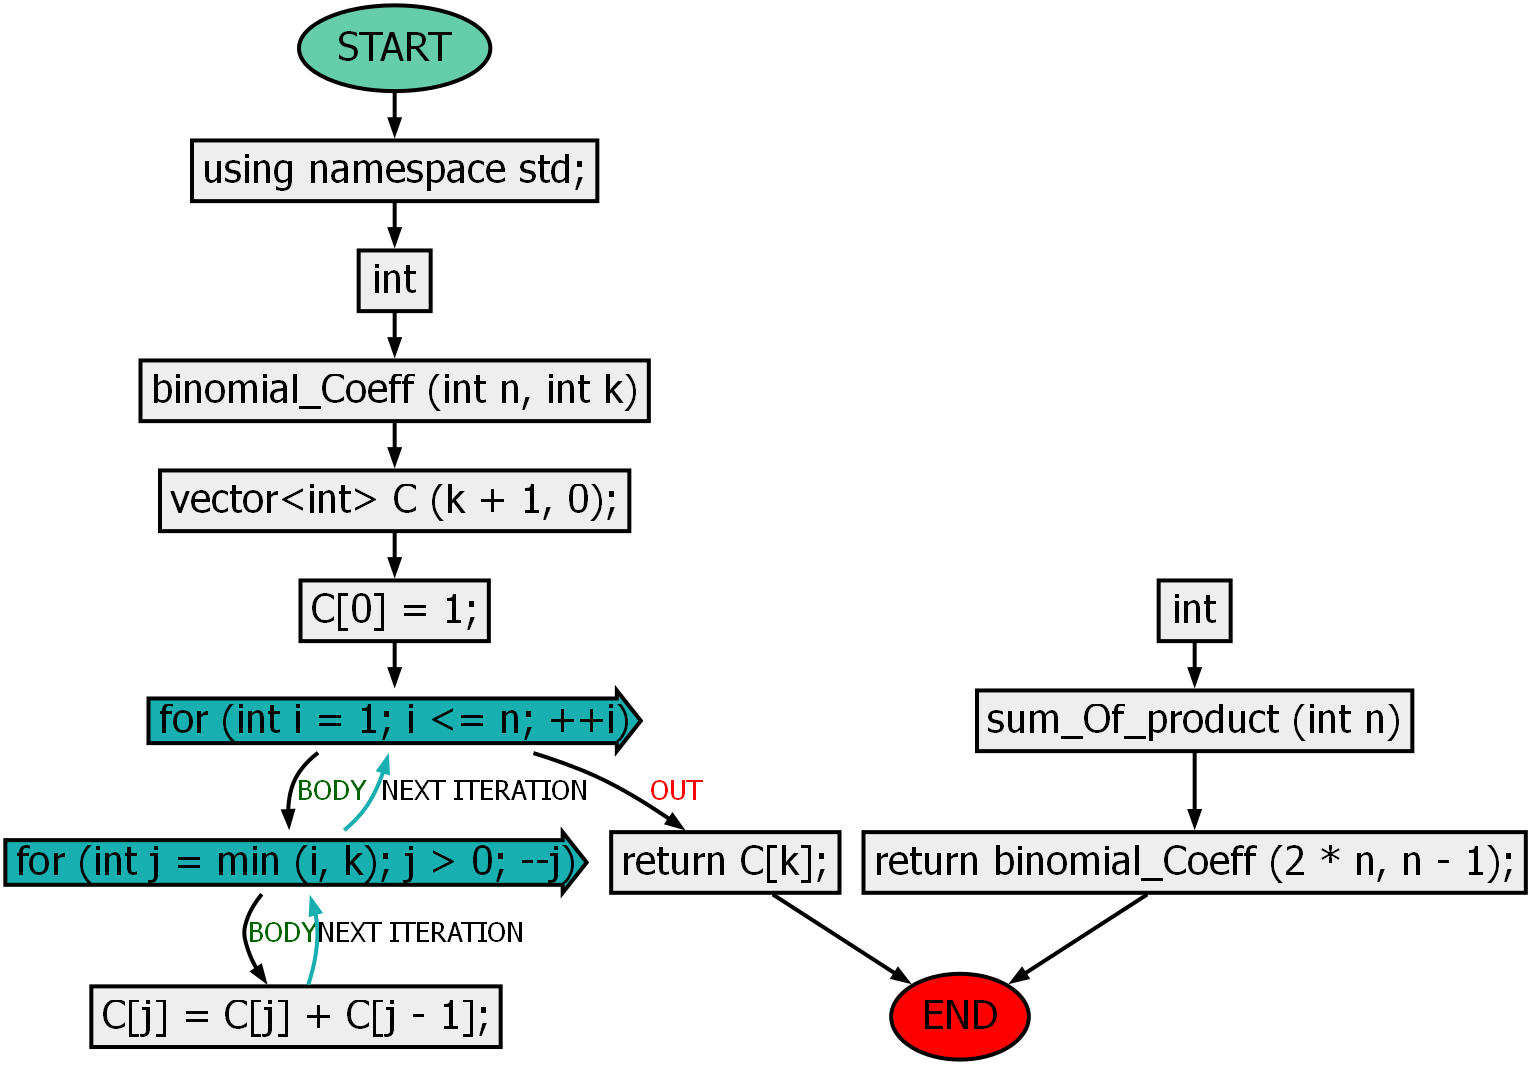 START
using namespace std;
int
binomial_Coeff (int n, int k)
vector<int> C (k + 1, 0);
C[0] = 1;
for (int i = 1; i <= n; ++i)
BODY
NEXT ITERATION
OUT
for (int j = min (i, k); j > 0; --j)
BODY
NEXT ITERATION
C[j] = C[j] + C[j - 1];
return C[k];
int
sum_Of_product (int n)
return binomial_Coeff (2 * n, n - 1);
END